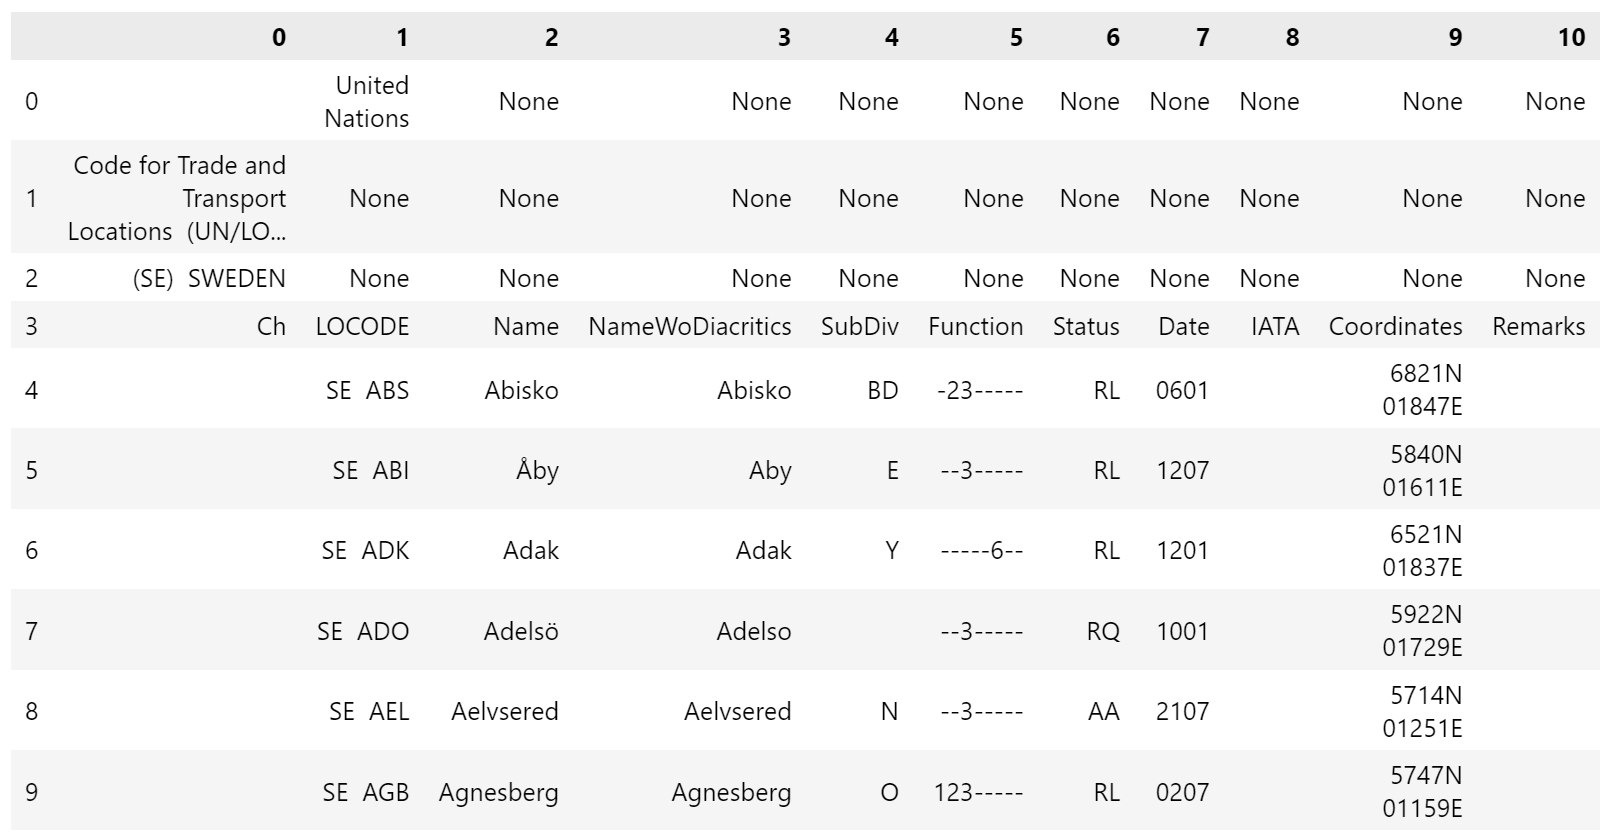 0 1 2 3 4 5 6 7 8 9 10
0 United Nations None None None None None None None None None
1 Code for Trade and Transport Locations (UN/LO... None None None None None None None None None None
2 (SE) SWEDEN None None None None None None None None None None
3 Ch LOCODE Name NameWoDiacritics SubDiv Function Status Date IATA Coordinates Remarks
4 SE ABS Abisko Abisko BD -23----- RL 0601 6821N 01847E
5 SE ABI Åby Aby E --3----- RL 1207 5840N 01611E
6 SE ADK Adak Adak Y -----6-- RL 1201 6521N 01837E
7 SE ADO Adelsö Adelso --3----- RQ 1001 5922N 01729E
8 SE AEL Aelvsered Aelvsered N --3----- AA 2107 5714N 01251E
9 SE AGB Agnesberg Agnesberg O 123----- RL 0207 5747N 01159E